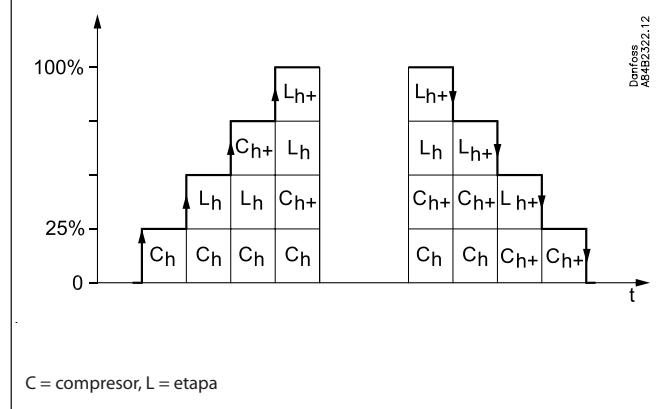 Danfoss
A84B2322.12
100%
Lh+ Lh+
Ch+ Lh Lh Lh+
Lh Lh Ch+ Ch+ Ch+ Lh+
25%
Ch Ch Ch Ch Ch Ch Ch+ Ch+
0
t
C = compresor, L = etapa